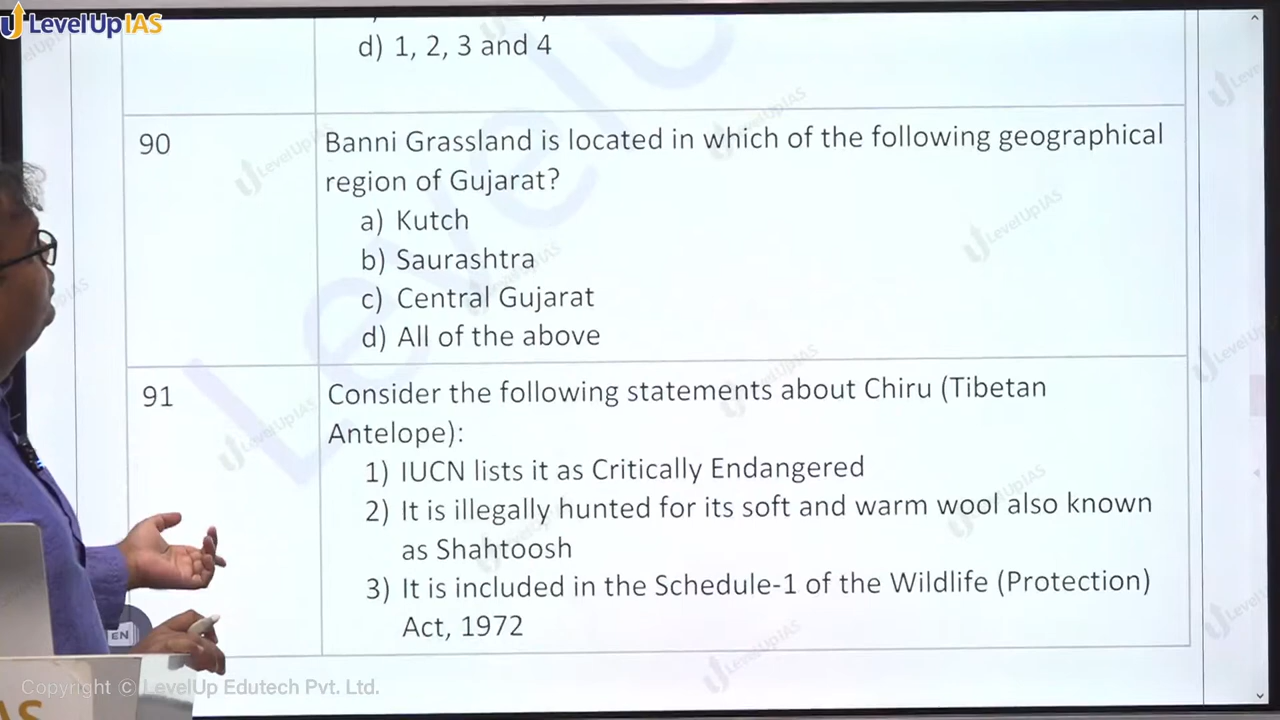 LevelUp IAS
d) 1, 2, 3 and 4
90
Banni Grassland is located in which of the following geographical
region of Gujarat?
a) Kutch
b) Saurashtra
c) Central Gujarat
d) All of the above
91
Consider the following statements about Chiru (Tibetan
Antelope):
1) IUCN lists it as Critically Endangered
2) It is illegally hunted for its soft and warm wool also known
as Shahtoosh
3) It is included in the Schedule-1 of the Wildlife (Protection)
Act, 1972
EN
Copyright © LevelUp Edutech Pvt. Ltd.